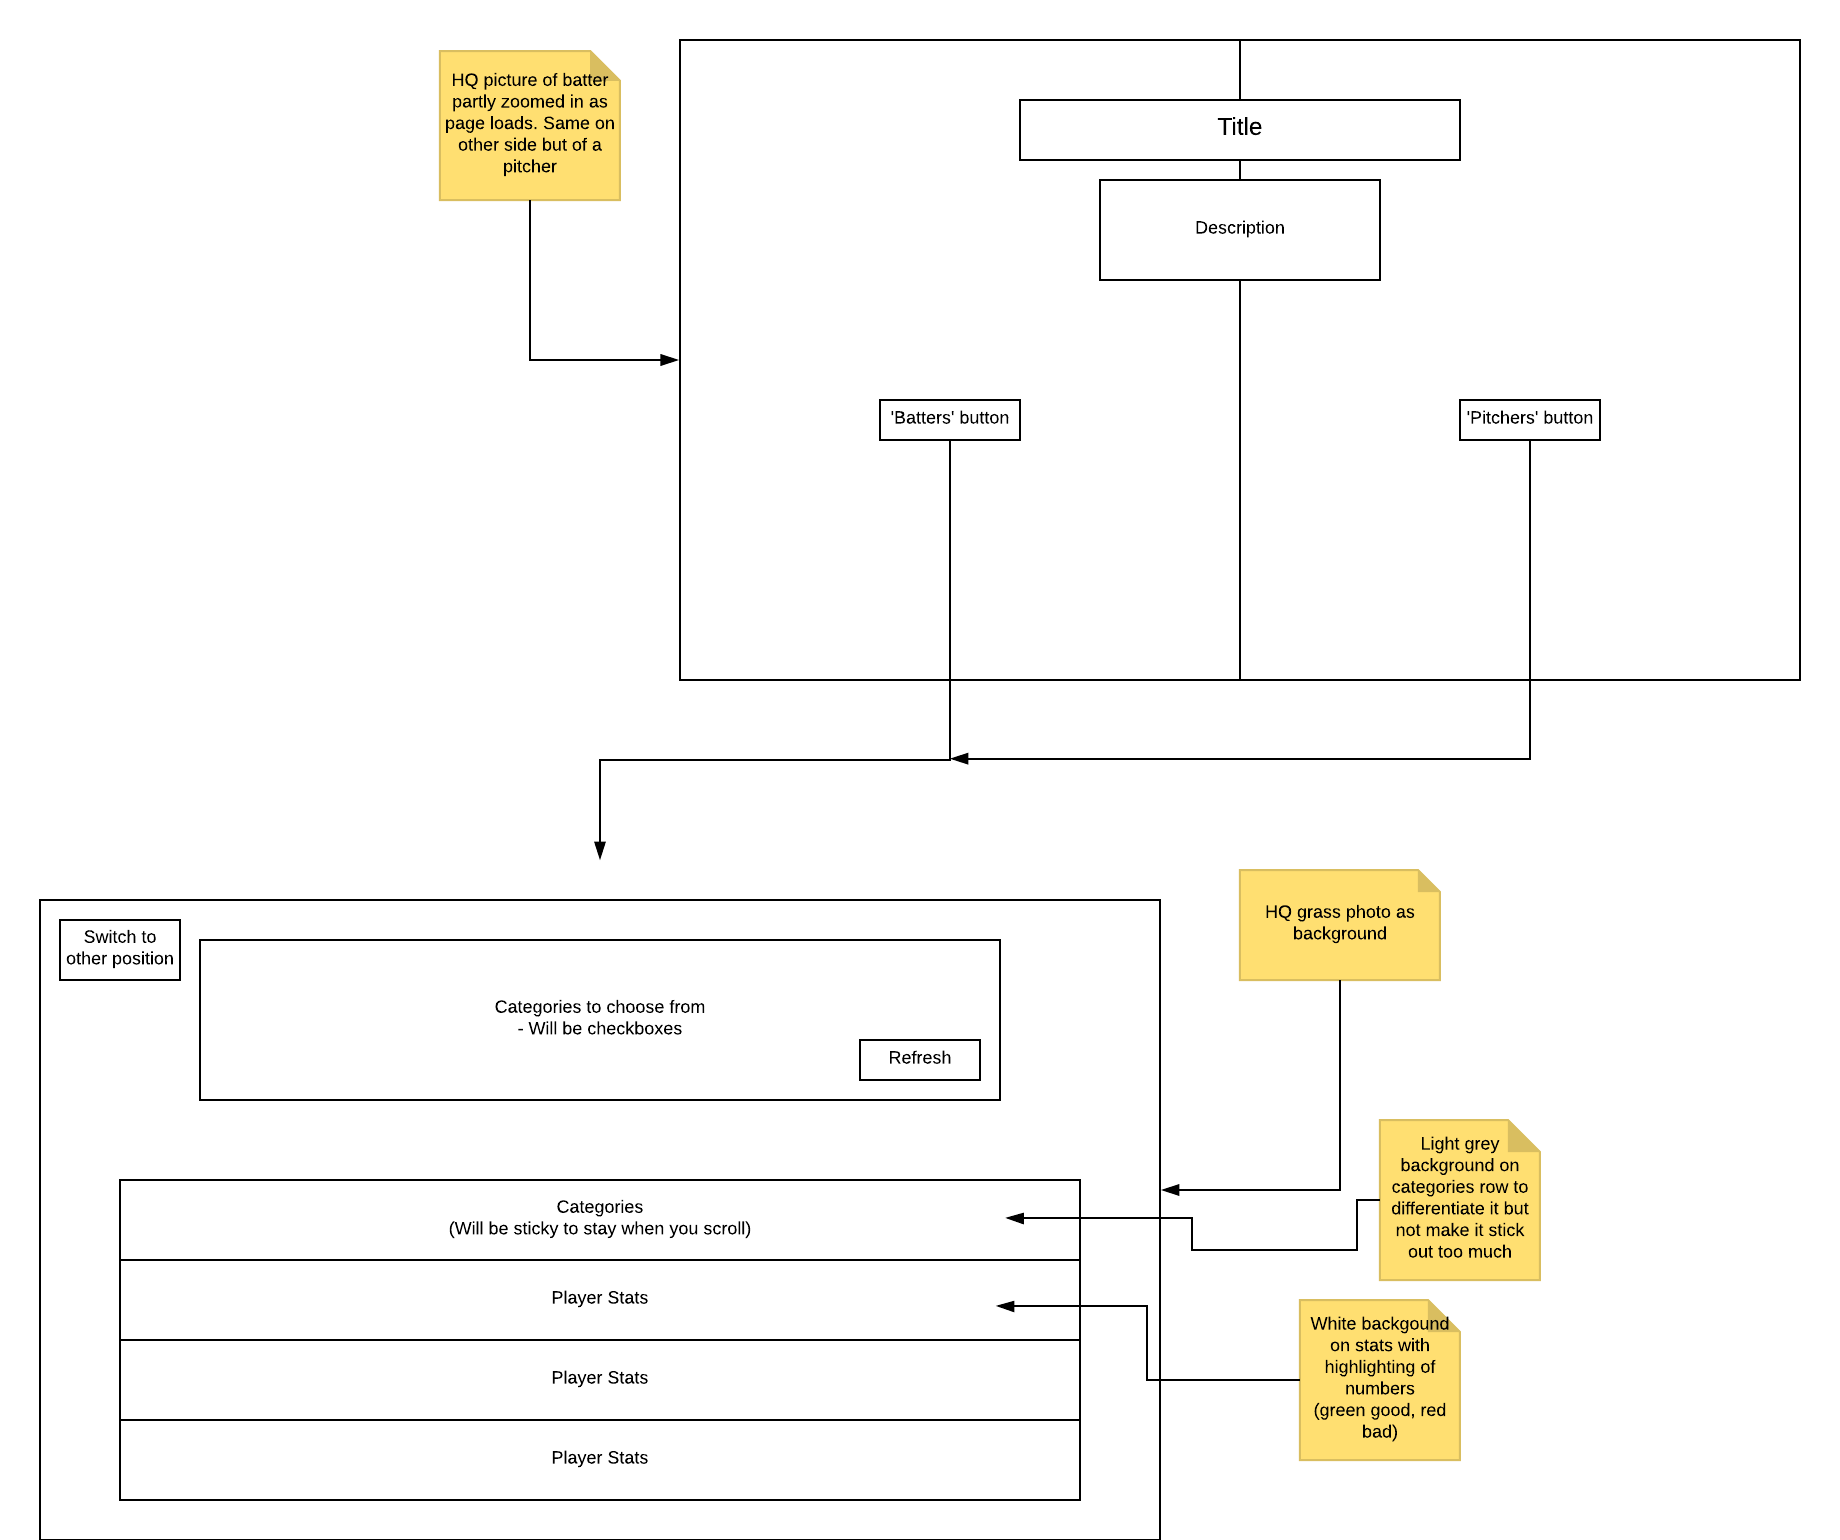 HQ picture of batter
partly zoomed in as
page loads. Same on
other side but of a
pitcher
Title
Description
'Batters' button
'Pitchers' button
Switch to
other position
Categories to choose from
- Will be checkboxes
Refresh
HQ grass photo as
background
Categories
(Will be sticky to stay when you scroll)
Player Stats
Player Stats
Player Stats
Light grey
background on
categories row to
differentiate it but
not make it stick
out too much
White backgound
on stats with
highlighting of
numbers
(green good, red
bad)